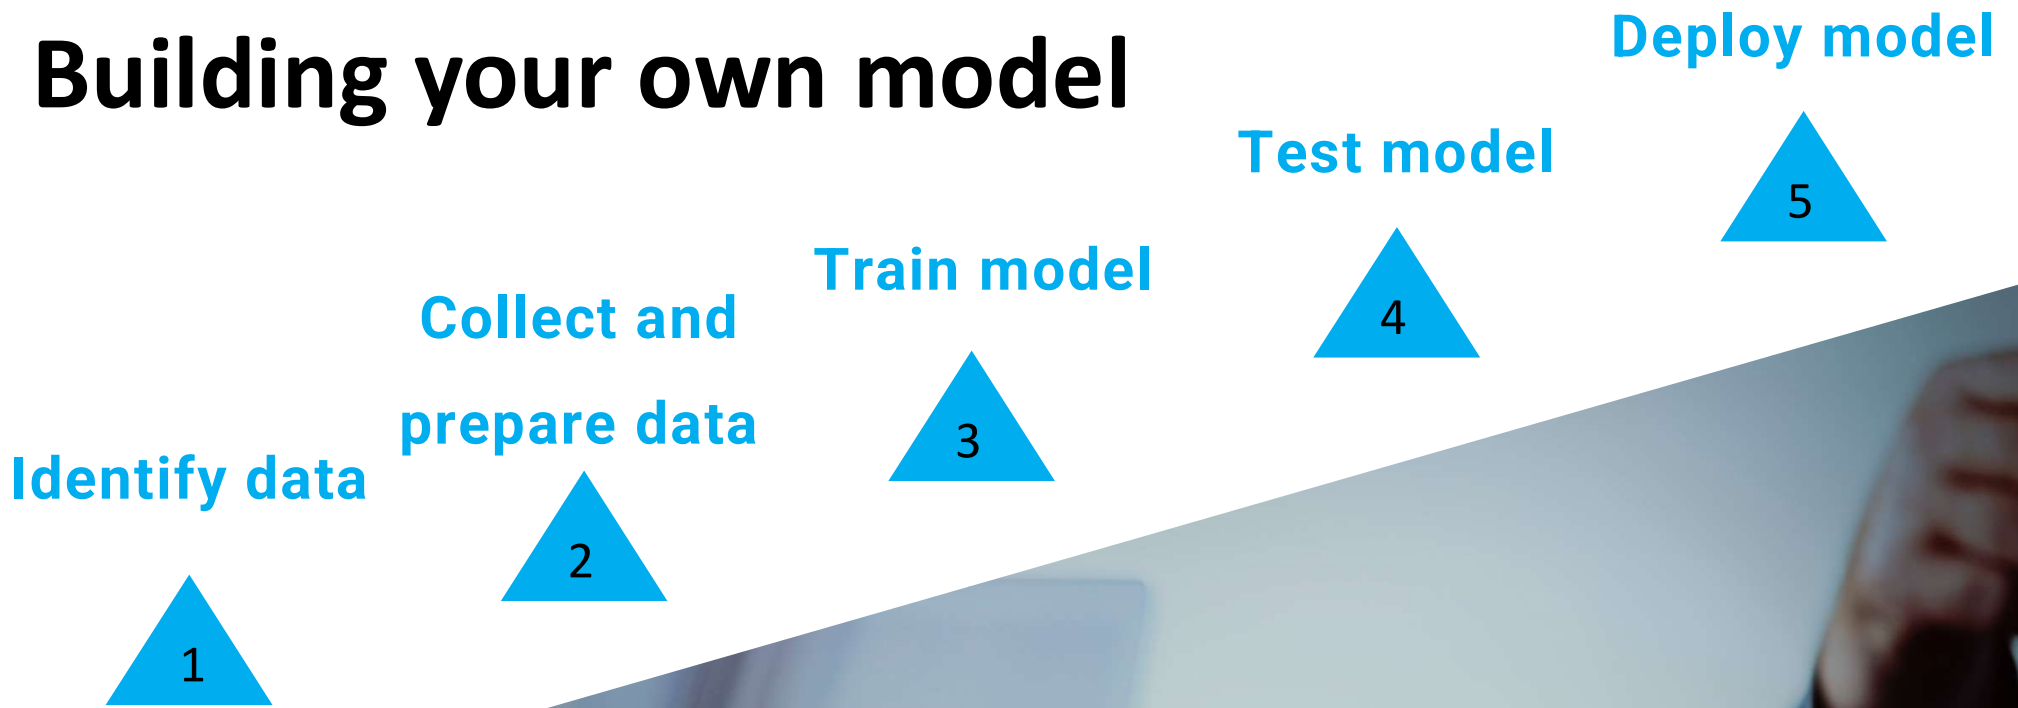 Building your own model
Identify data
1
Collect and
prepare data
2
Train model
3
Test model
4
Deploy model
5